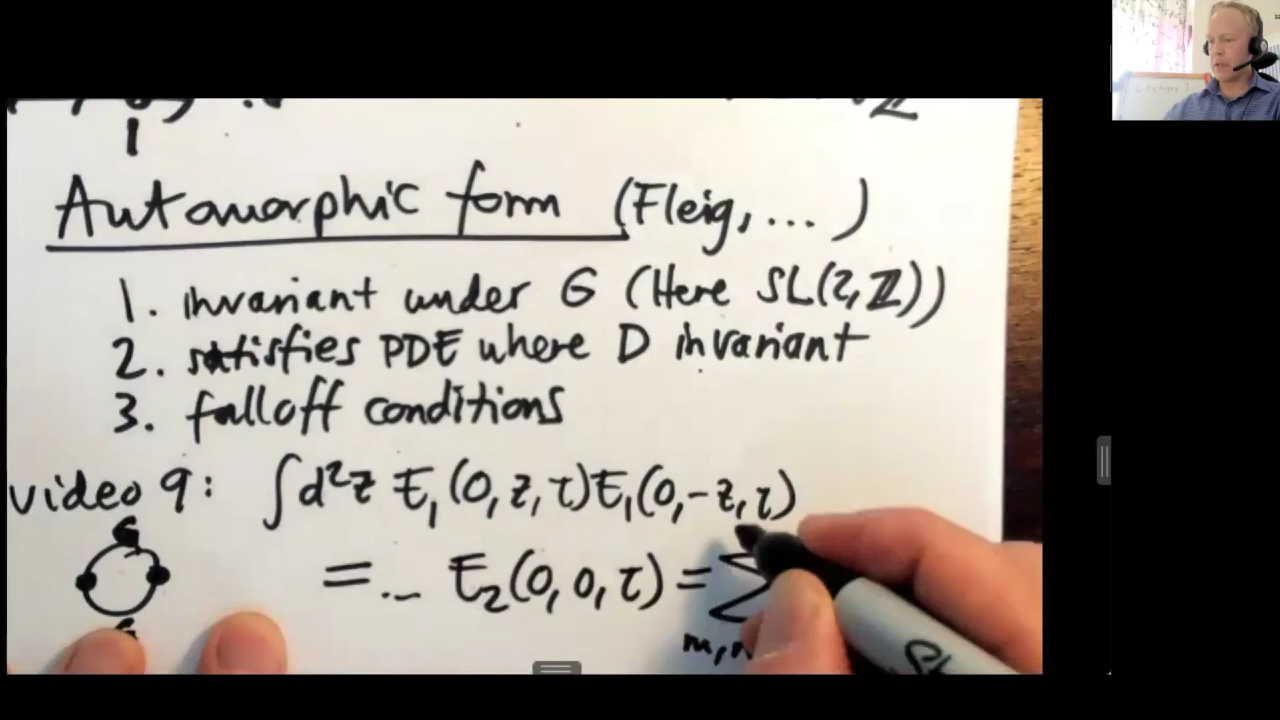 Automorphic form (Fleig, ... )
1. invariant under G (Here SL(2,ℤ))
2. satisfies PDE where D invariant
3. falloff conditions
video 9: ∫d²z E₁(0,z,τ)E₁(0,-z,τ)
G
= ... E₂(0,0,τ) = Σ
m,n
G